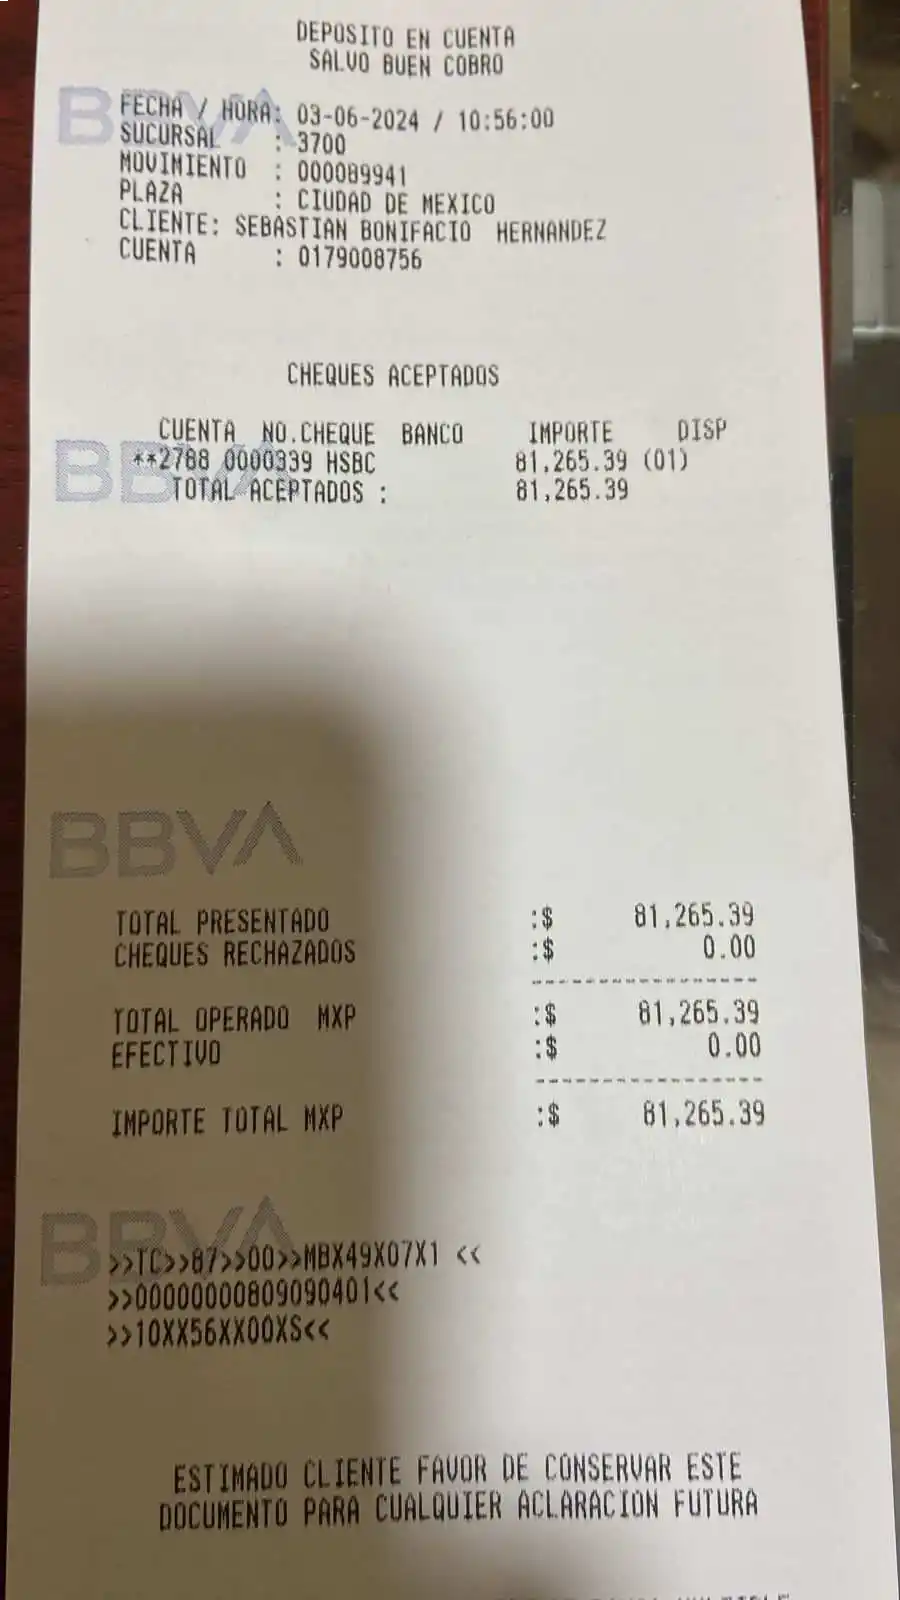 DEPOSITO EN CUENTA
SALVO BUEN COBRO
BBVA
FECHA / HORA: 03-06-2024 / 10:56:00
SUCURSAL : 3700
MOVIMIENTO : 000089941
PLAZA : CIUDAD DE MEXICO
CLIENTE: SEBASTIAN BONIFACIO HERNANDEZ
CUENTA : 0179008756
CHEQUES ACEPTADOS
CUENTA NO.CHEQUE BANCO IMPORTE DISP
BBVA
**2788 0000339 HSBC 81,265.39 (01)
TOTAL ACEPTADOS : 81,265.39
BBVA
TOTAL PRESENTADO :$ 81,265.39
CHEQUES RECHAZADOS :$ 0.00
-----------------
TOTAL OPERADO MXP :$ 81,265.39
EFECTIVO :$ 0.00
-----------------
IMPORTE TOTAL MXP :$ 81,265.39
BBVA
>>TC>>87>>00>>MBX49X07X1 <<
>>00000000809090401<<
>>10XX56XX00XS<<
ESTIMADO CLIENTE FAVOR DE CONSERVAR ESTE
DOCUMENTO PARA CUALQUIER ACLARACION FUTURA